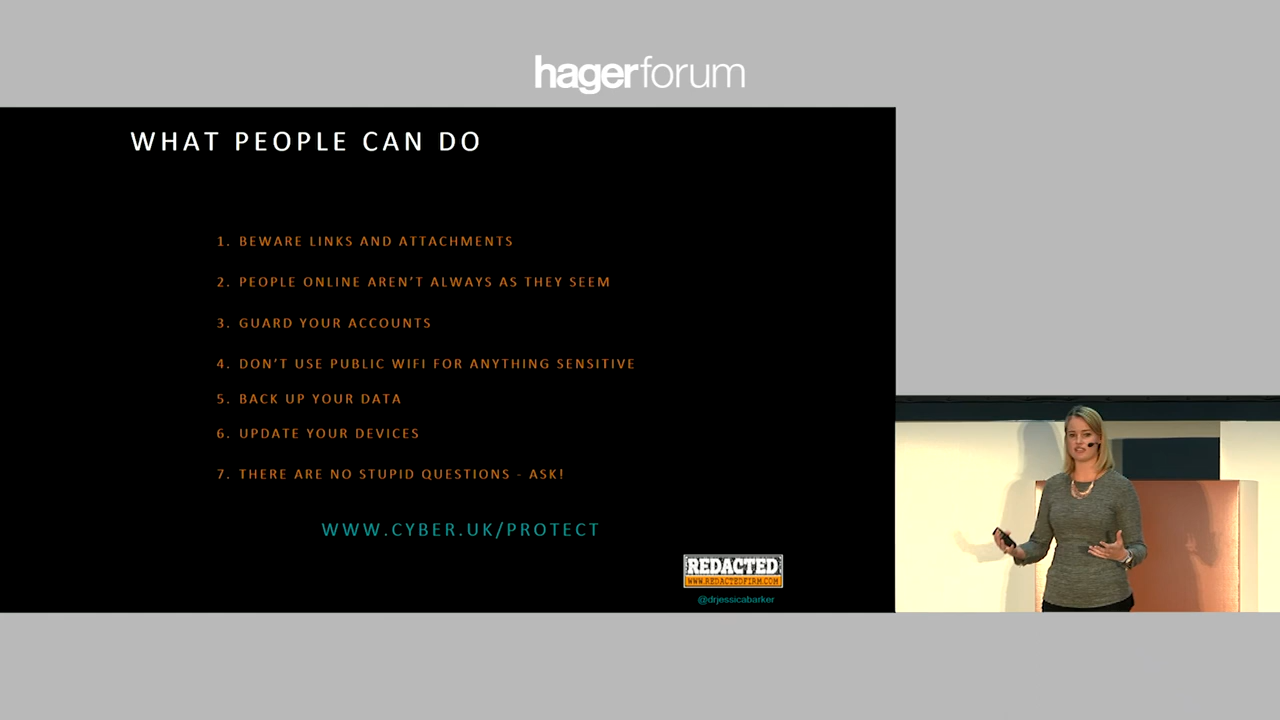 hagerforum
WHAT PEOPLE CAN DO
1. BEWARE LINKS AND ATTACHMENTS
2. PEOPLE ONLINE AREN'T ALWAYS AS THEY SEEM
3. GUARD YOUR ACCOUNTS
4. DON'T USE PUBLIC WIFI FOR ANYTHING SENSITIVE
5. BACK UP YOUR DATA
6. UPDATE YOUR DEVICES
7. THERE ARE NO STUPID QUESTIONS - ASK!
WWW.CYBER.UK/PROTECT
REDACTED
WWW.REDACTEDFIRM.COM
@drjessicabarker